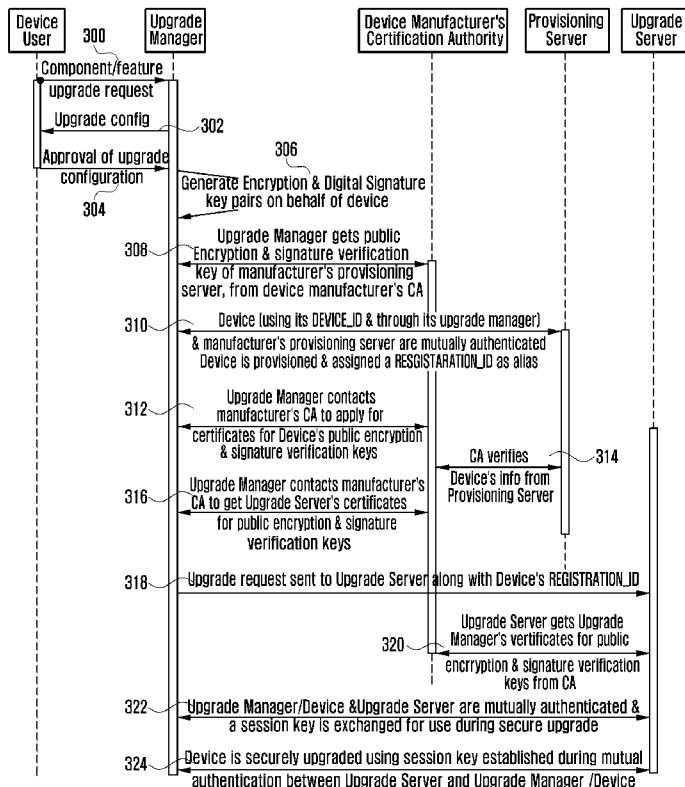 Device
User
Upgrade
Manager
Device Manufacturer's
Certification Authority
Provisioning
Server
Upgrade
Server
300
Component/feature
upgrade request
Upgrade config
302
Approval of upgrade
configuration
304
306
Generate Encryption & Digital Signature
key pairs on behalf of device
308
Upgrade Manager gets public
Encryption & signature verification
key of manufacturer's provisioning
server, from device manufacturer's CA
310
Device (using its DEVICE_ID & through its upgrade manager)
& manufacturer's provisioning server are mutually authenticated
Device is provisioned & assigned a RESGISTARATION_ID as alias
312
Upgrade Manager contacts
manufacturer's CA to apply for
certificates for Device's public encryption
& signature verification keys
CA verifies
314
Device's info from
Provisioning Server
316
Upgrade Manager contacts manufacturer's
CA to get Upgrade Server's certificates
for public encryption & signature
verification keys
318
Upgrade request sent to Upgrade Server along with Device's REGISTRATION_ID
320
Upgrade Server gets Upgrade
Manager's vertificates for public
enrcryption & signature verification
keys from CA
322
Upgrade Manager/Device &Upgrade Server are mutually authenticated &
a session key is exchanged for use during secure upgrade
324
Device is securely upgraded using session key established during mutual
authentication between Upgrade Server and Upgrade Manager /Device